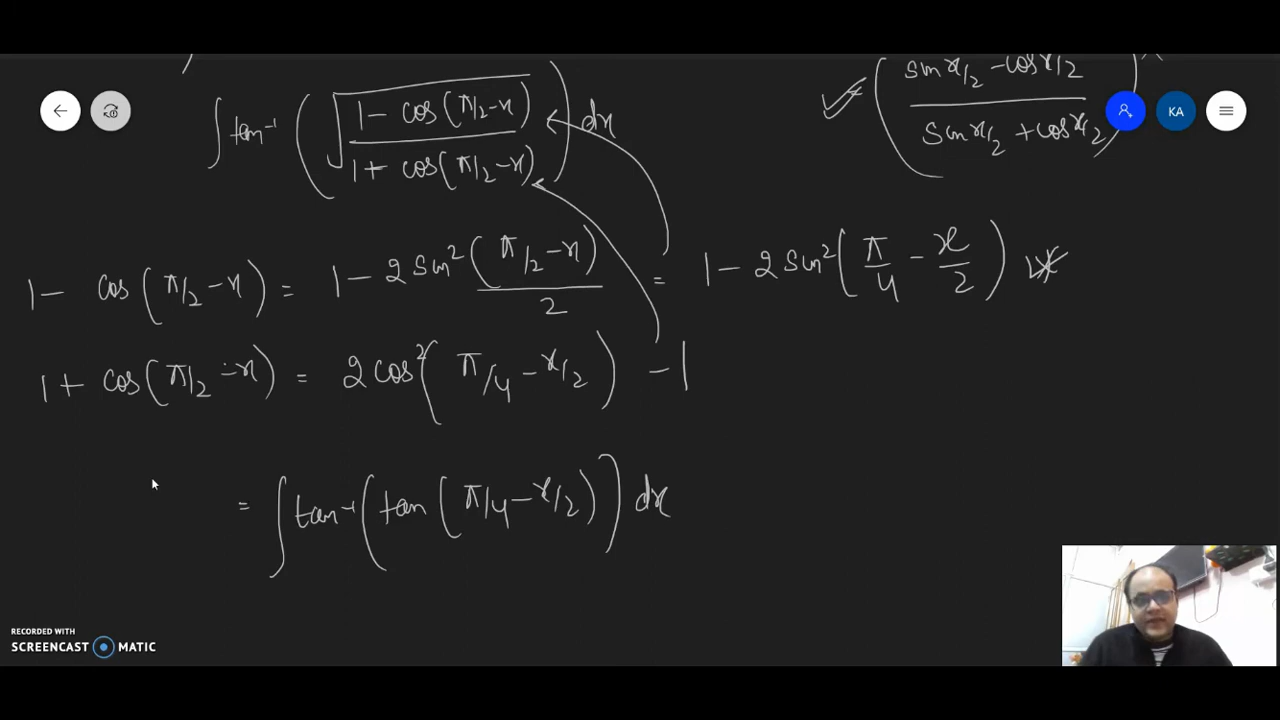 ∫ tan⁻¹ ( √( (1 − cos(π/2 − x)) / (1 + cos(π/2 − x)) ) ) dx
( (sin x/2 − cos x/2) / (sin x/2 + cos x/2) )
KA
1 − cos(π/2 − x) = 1 − 2 sin² (π/2 − x)/2 = 1 − 2 sin² (π/4 − x/2)
1 + cos(π/2 − x) = 2cos² (π/4 − x/2) − 1
= ∫ tan⁻¹ ( tan (π/4 − x/2) ) dx
RECORDED WITH
SCREENCAST MATIC